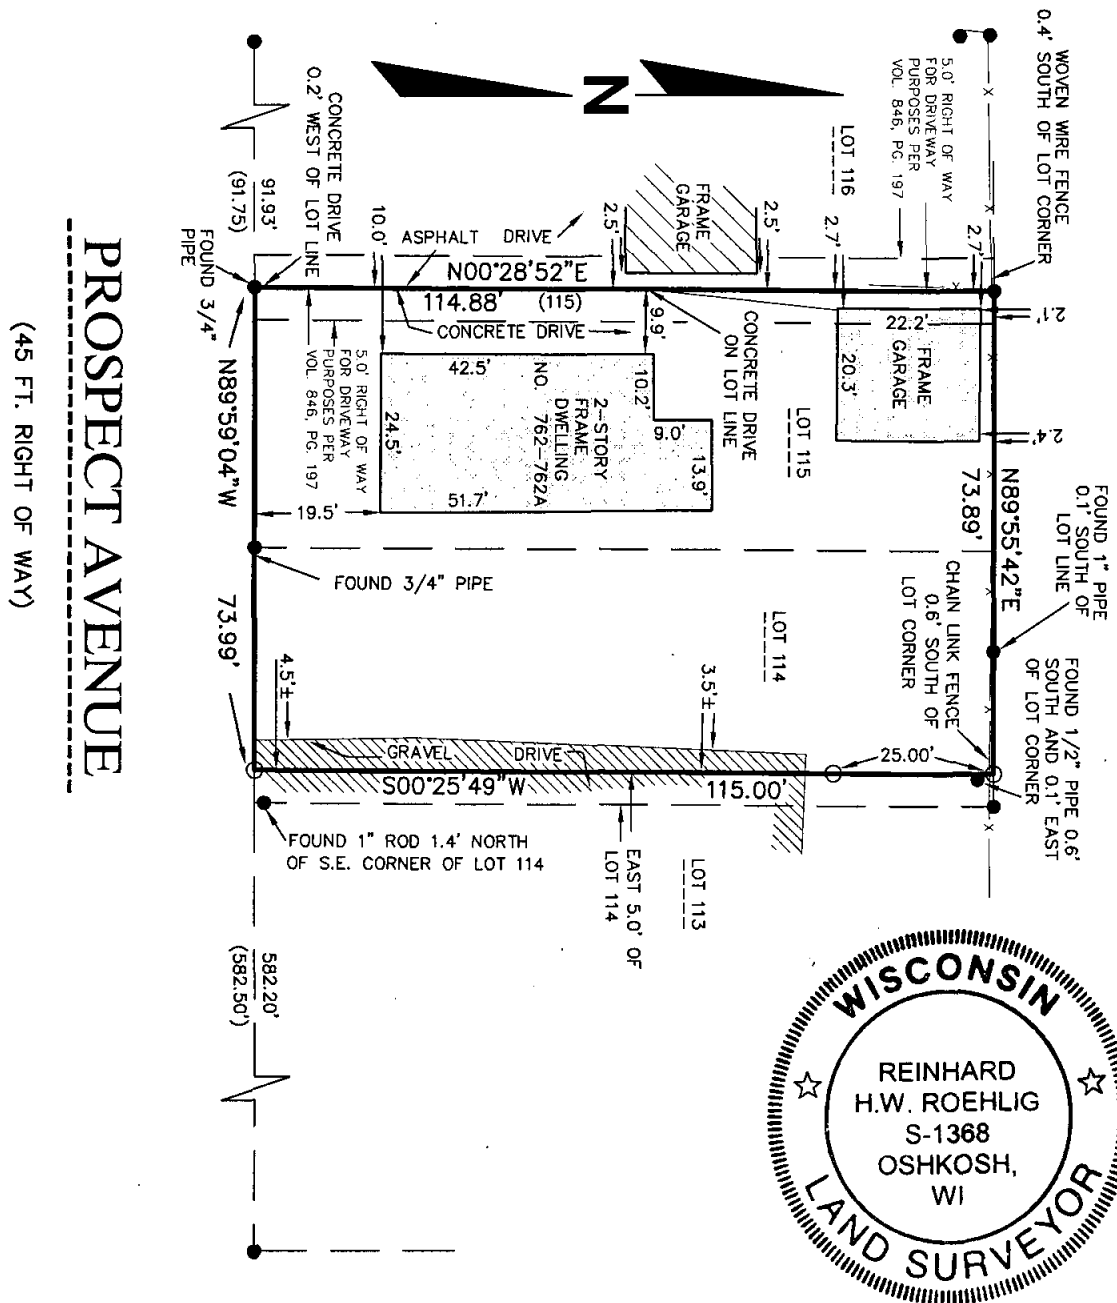 WOVEN WIRE FENCE
0.4' SOUTH OF LOT CORNER
5.0' RIGHT OF WAY
FOR DRIVEWAY
PURPOSES PER
VOL. 846, PG. 197
LOT 116
N
CONCRETE DRIVE
0.2' WEST OF LOT LINE
91.93'
(91.75)
FOUND 3/4"
PIPE
10.0'
ASPHALT DRIVE
2.5'
FRAME
GARAGE
2.5'
2.7'
2.7'
N00°28'52"E
114.88' (115)
CONCRETE DRIVE
9.9'
CONCRETE DRIVE
ON LOT LINE
22.2'
2.1'
FRAME
GARAGE
20.3'
2.4'
5.0' RIGHT OF WAY
FOR DRIVEWAY
PURPOSES PER
VOL. 846, PG. 197
42.5'
10.2'
9.0'
13.9'
24.5'
51.7'
NO. 762-762A
2-STORY
FRAME
DWELLING
19.5'
LOT 115
N89°55'42"E
73.89'
FOUND 1" PIPE
0.1' SOUTH OF
LOT LINE
N89°59'04"W
73.99'
FOUND 3/4" PIPE
LOT 114
CHAIN LINK FENCE
0.6' SOUTH OF
LOT CORNER
FOUND 1/2" PIPE 0.6'
SOUTH AND 0.1' EAST
OF LOT CORNER
4.5'±
3.5'±
GRAVEL DRIVE
25.00'
S00°25'49"W
115.00'
FOUND 1" ROD 1.4' NORTH
OF S.E. CORNER OF LOT 114
EAST 5.0' OF
LOT 114
LOT 113
582.20'
(582.50')
PROSPECT AVENUE
(45 FT. RIGHT OF WAY)
WISCONSIN
REINHARD
H.W. ROEHLIG
S-1368
OSHKOSH,
WI
LAND SURVEYOR